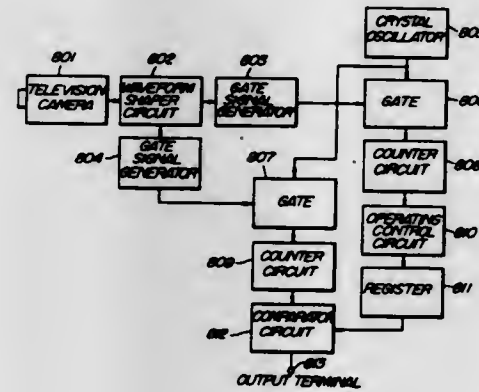 801
TELEVISION
CAMERA
802
WAVEFORM
SHAPER
CIRCUIT
803
GATE
SIGNAL
GENERATOR
CRYSTAL
OSCILLATOR
GATE
804
GATE
SIGNAL
GENERATOR
807
GATE
COUNTER
CIRCUIT
809
COUNTER
CIRCUIT
OPERATING
CONTROL
CIRCUIT
810
REGISTER
811
812
COMPARATOR
CIRCUIT
813
OUTPUT TERMINAL